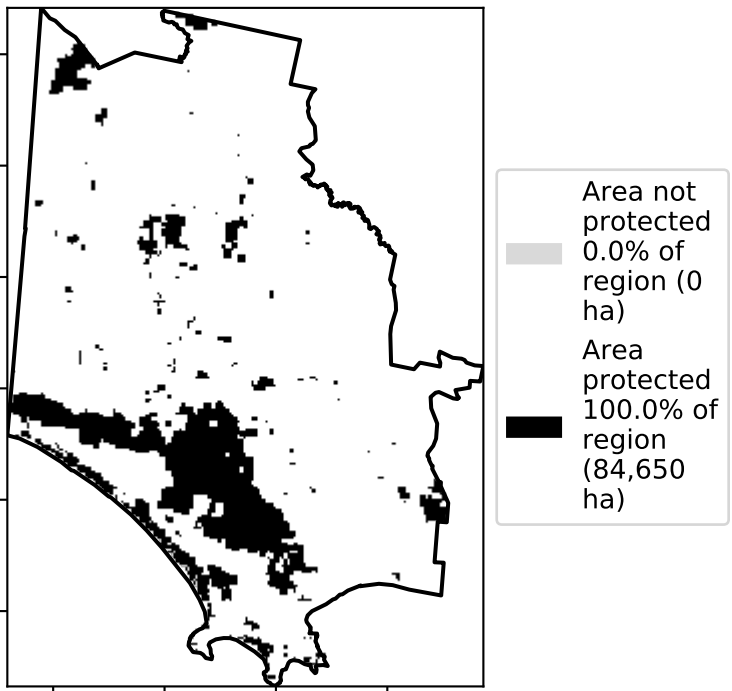 Area not
protected
0.0% of
region (0
ha)
Area
protected
100.0% of
region
(84,650
ha)